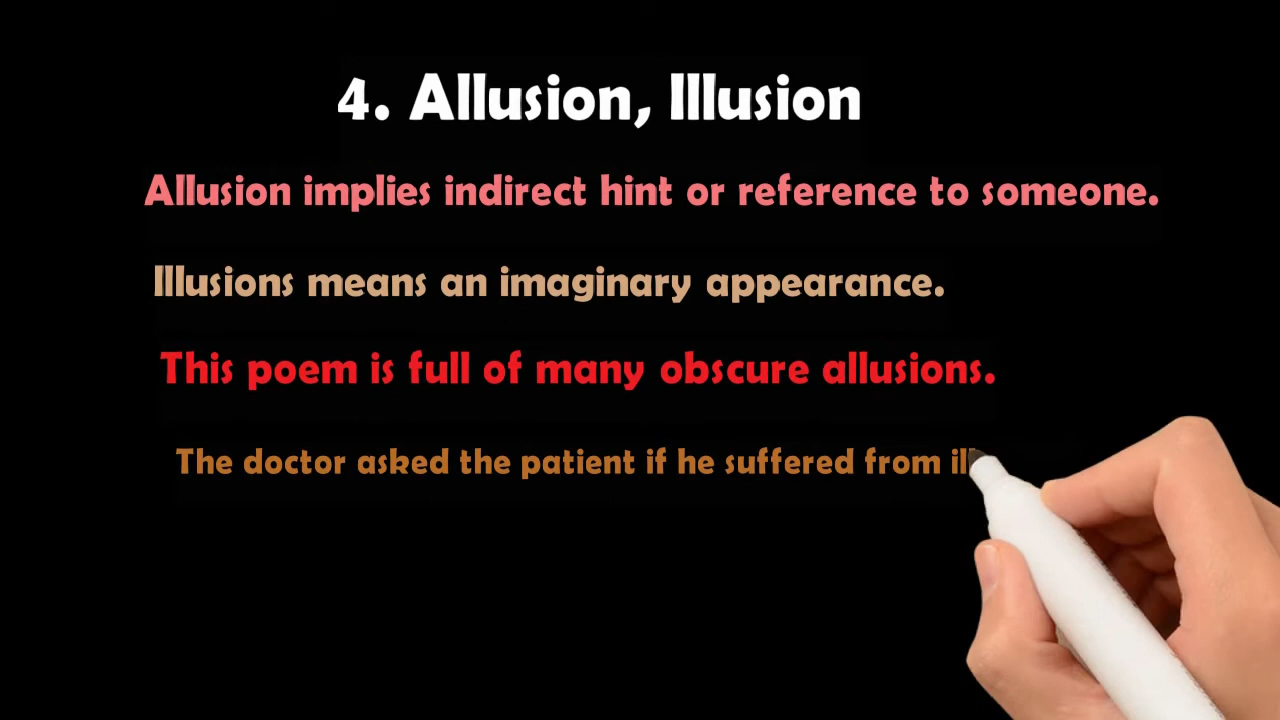 4. Allusion, Illusion
Allusion implies indirect hint or reference to someone.
Illusions means an imaginary appearance.
This poem is full of many obscure allusions.
The doctor asked the patient if he suffered from